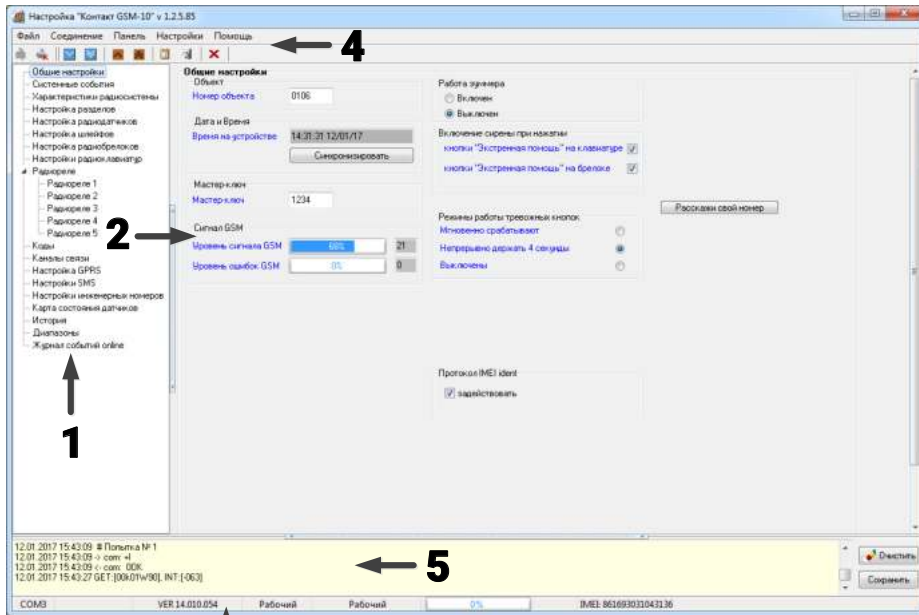 Настройка "Контакт GSM-10" v 1.2.5.85
Файл Соединение Панель Настройки Помощь
4
Общие настройки
Системные события
Характеристики радиосистемы
Настройка разделов
Настройка радиодатчиков
Настройка шлейфов
Настройка радиобрелоков
Настройки радиоклавиатур
Радиореле
Радиореле 1
Радиореле 2
Радиореле 3
Радиореле 4
Радиореле 5
Коды
Каналы связи
Настройка GPRS
Настройки SMS
Настройки инженерных номеров
Карта состояния датчиков
История
Диапазоны
Журнал событий online
1
2
Общие настройки
Объект
Номер объекта 0106
Дата и Время
Время на устройстве 14:31:31 12/01/17
Синхронизировать
Мастер-ключ
Мастер-ключ 1234
Сигнал GSM
Уровень сигнала GSM 68% 21
Уровень ошибок GSM 0% 0
Работа зуммера
Включен
Выключен
Включение сирены при нажатии
кнопки "Экстренная помощь" на клавиатуре
кнопки "Экстренная помощь" на брелоке
Режимы работы тревожных кнопок
Мгновенно срабатывают
Непрерывно держать 4 секунды
Выключены
Расскажи свой номер
Протокол IMEI ident
задействовать
12.01.2017 15:43:09 # Попытка № 1
12.01.2017 15:43:09 -> com: +I
12.01.2017 15:43:09 <- com: OOK
12.01.2017 15:43:27 GET:[00k01W90], INT:[-063]
5
Очистить
Сохранить
COM3 VER 14.010.054 Рабочий Рабочий 0% IMEI: 861693031043136